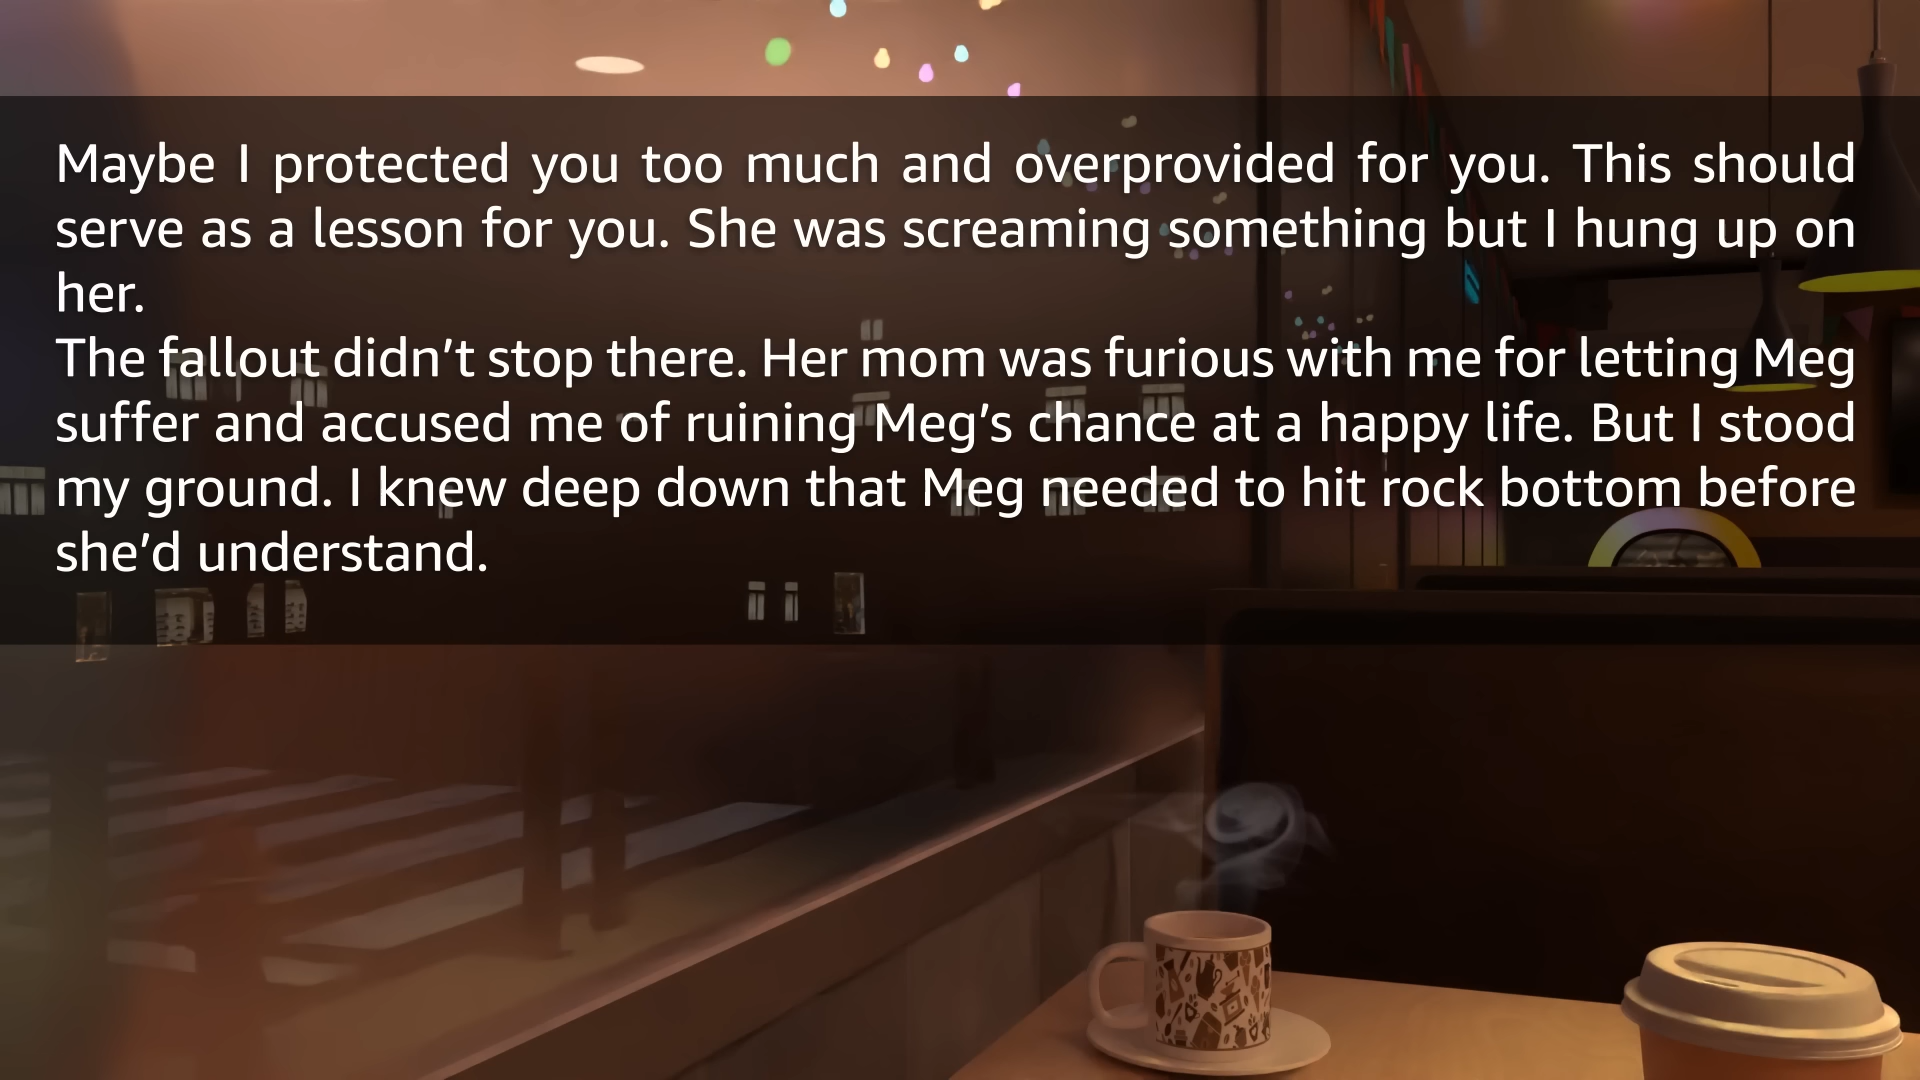 Maybe I protected you too much and overprovided for you. This should
serve as a lesson for you. She was screaming something but I hung up on
her.
The fallout didn’t stop there. Her mom was furious with me for letting Meg
suffer and accused me of ruining Meg’s chance at a happy life. But I stood
my ground. I knew deep down that Meg needed to hit rock bottom before
she’d understand.